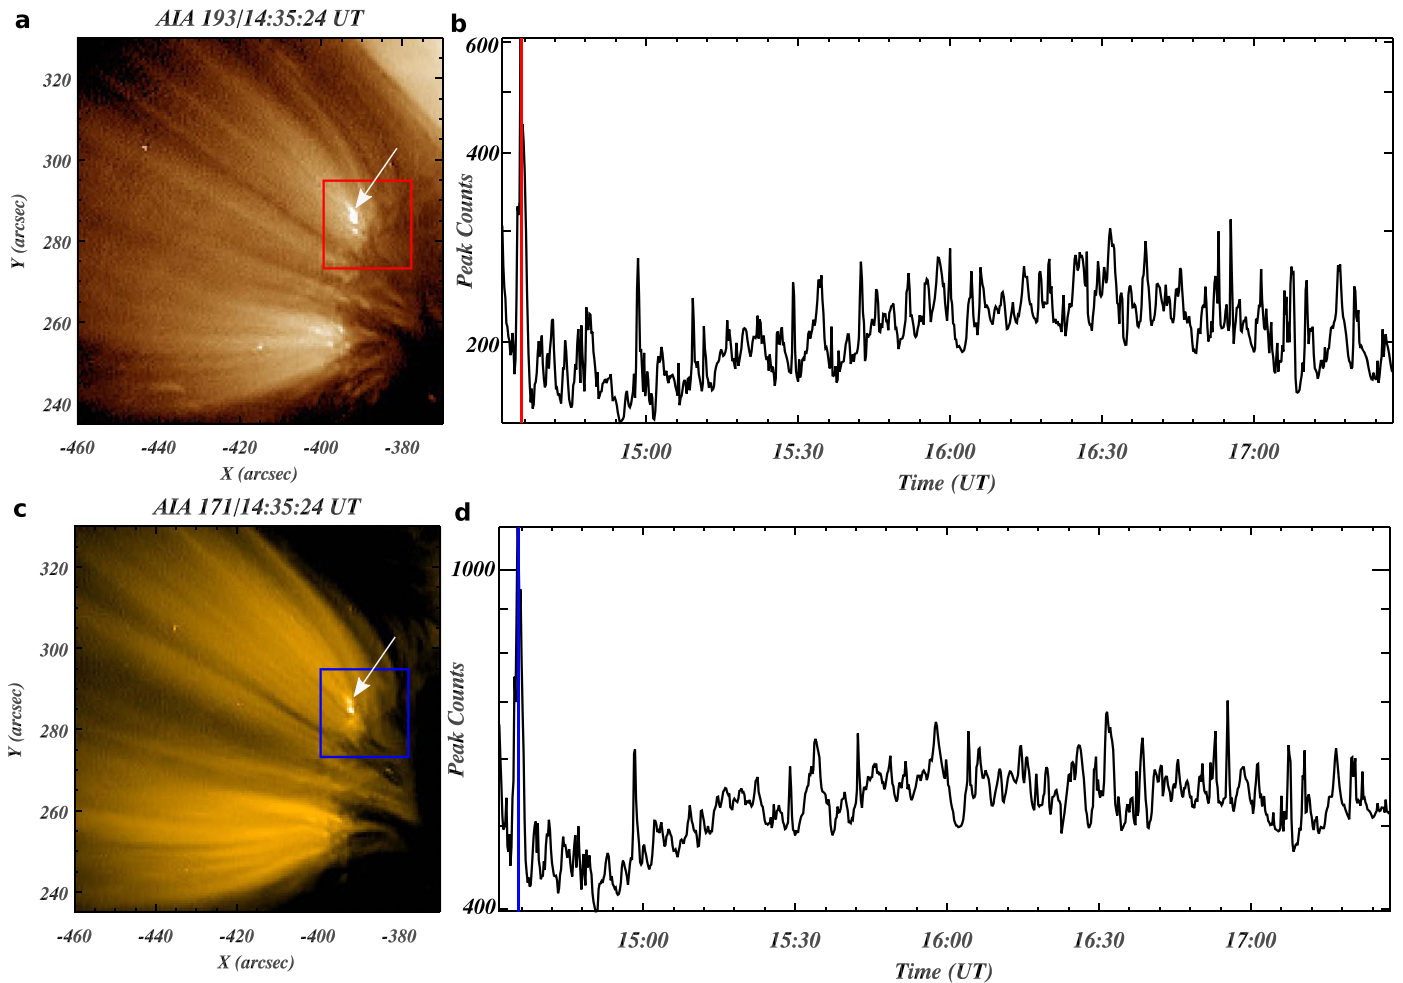 a
AIA 193/14:35:24 UT
320
300
280
260
240
Y (arcsec)
-460
-440
-420
-400
-380
X (arcsec)
b
600
400
200
Peak Counts
15:00
15:30
16:00
16:30
17:00
Time (UT)
c
AIA 171/14:35:24 UT
320
300
280
260
240
Y (arcsec)
-460
-440
-420
-400
-380
X (arcsec)
d
1000
400
Peak Counts
15:00
15:30
16:00
16:30
17:00
Time (UT)